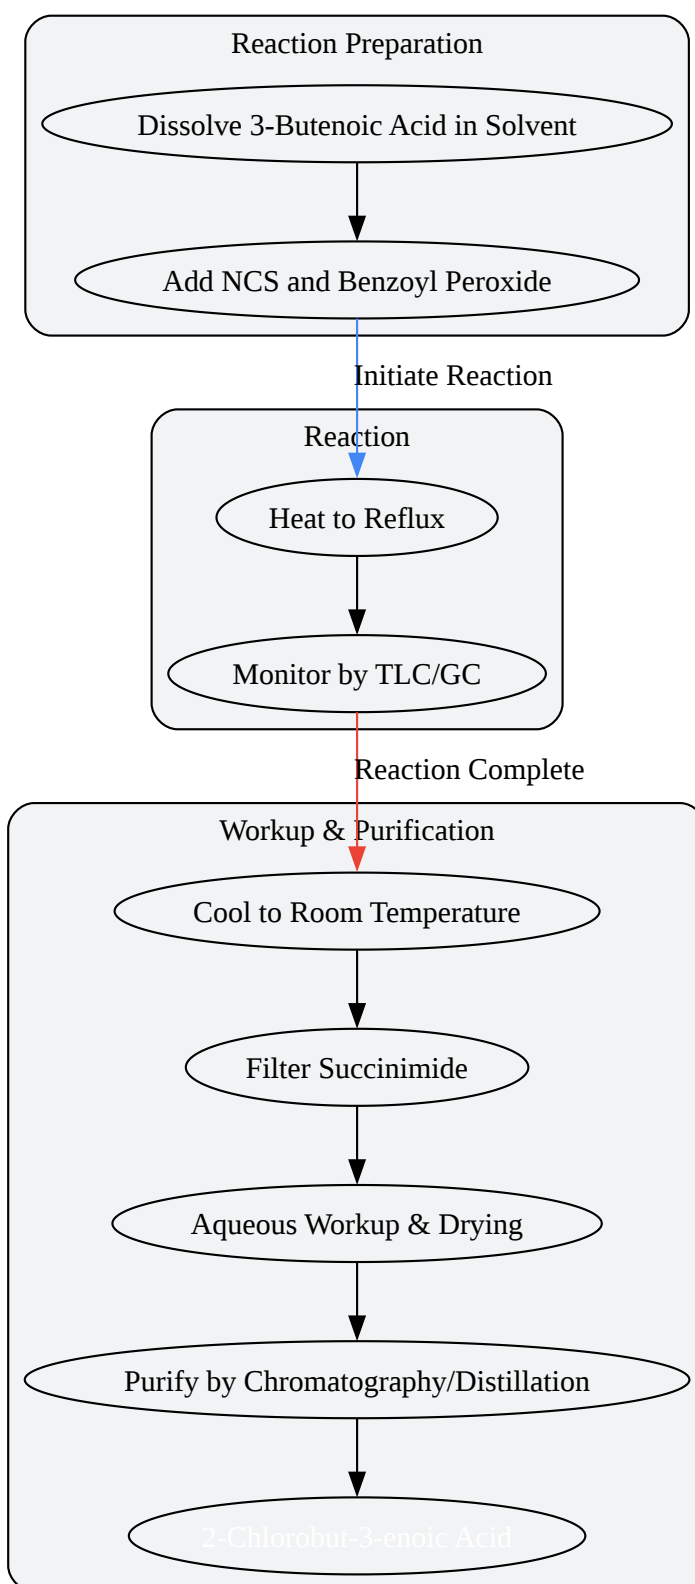 Reaction Preparation
Dissolve 3-Butenoic Acid in Solvent
Add NCS and Benzoyl Peroxide
Initiate Reaction
Reaction
Heat to Reflux
Monitor by TLC/GC
Reaction Complete
Workup & Purification
Cool to Room Temperature
Filter Succinimide
Aqueous Workup & Drying
Purify by Chromatography/Distillation
2-Chlorobut-3-enoic Acid